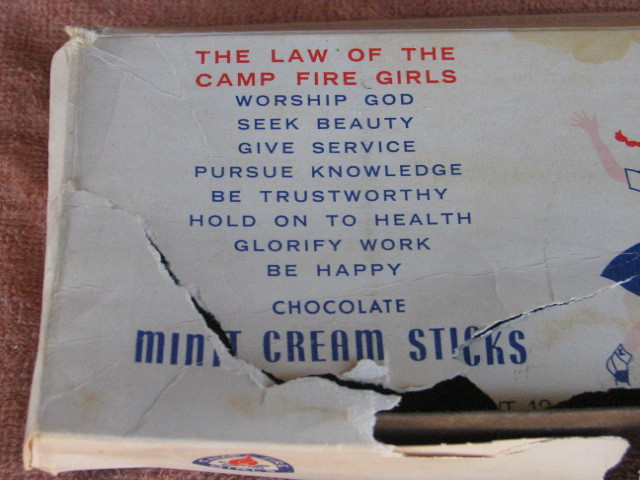 THE LAW OF THE
CAMP FIRE GIRLS
WORSHIP GOD
SEEK BEAUTY
GIVE SERVICE
PURSUE KNOWLEDGE
BE TRUSTWORTHY
HOLD ON TO HEALTH
GLORIFY WORK
BE HAPPY
CHOCOLATE
MINT CREAM STICKS